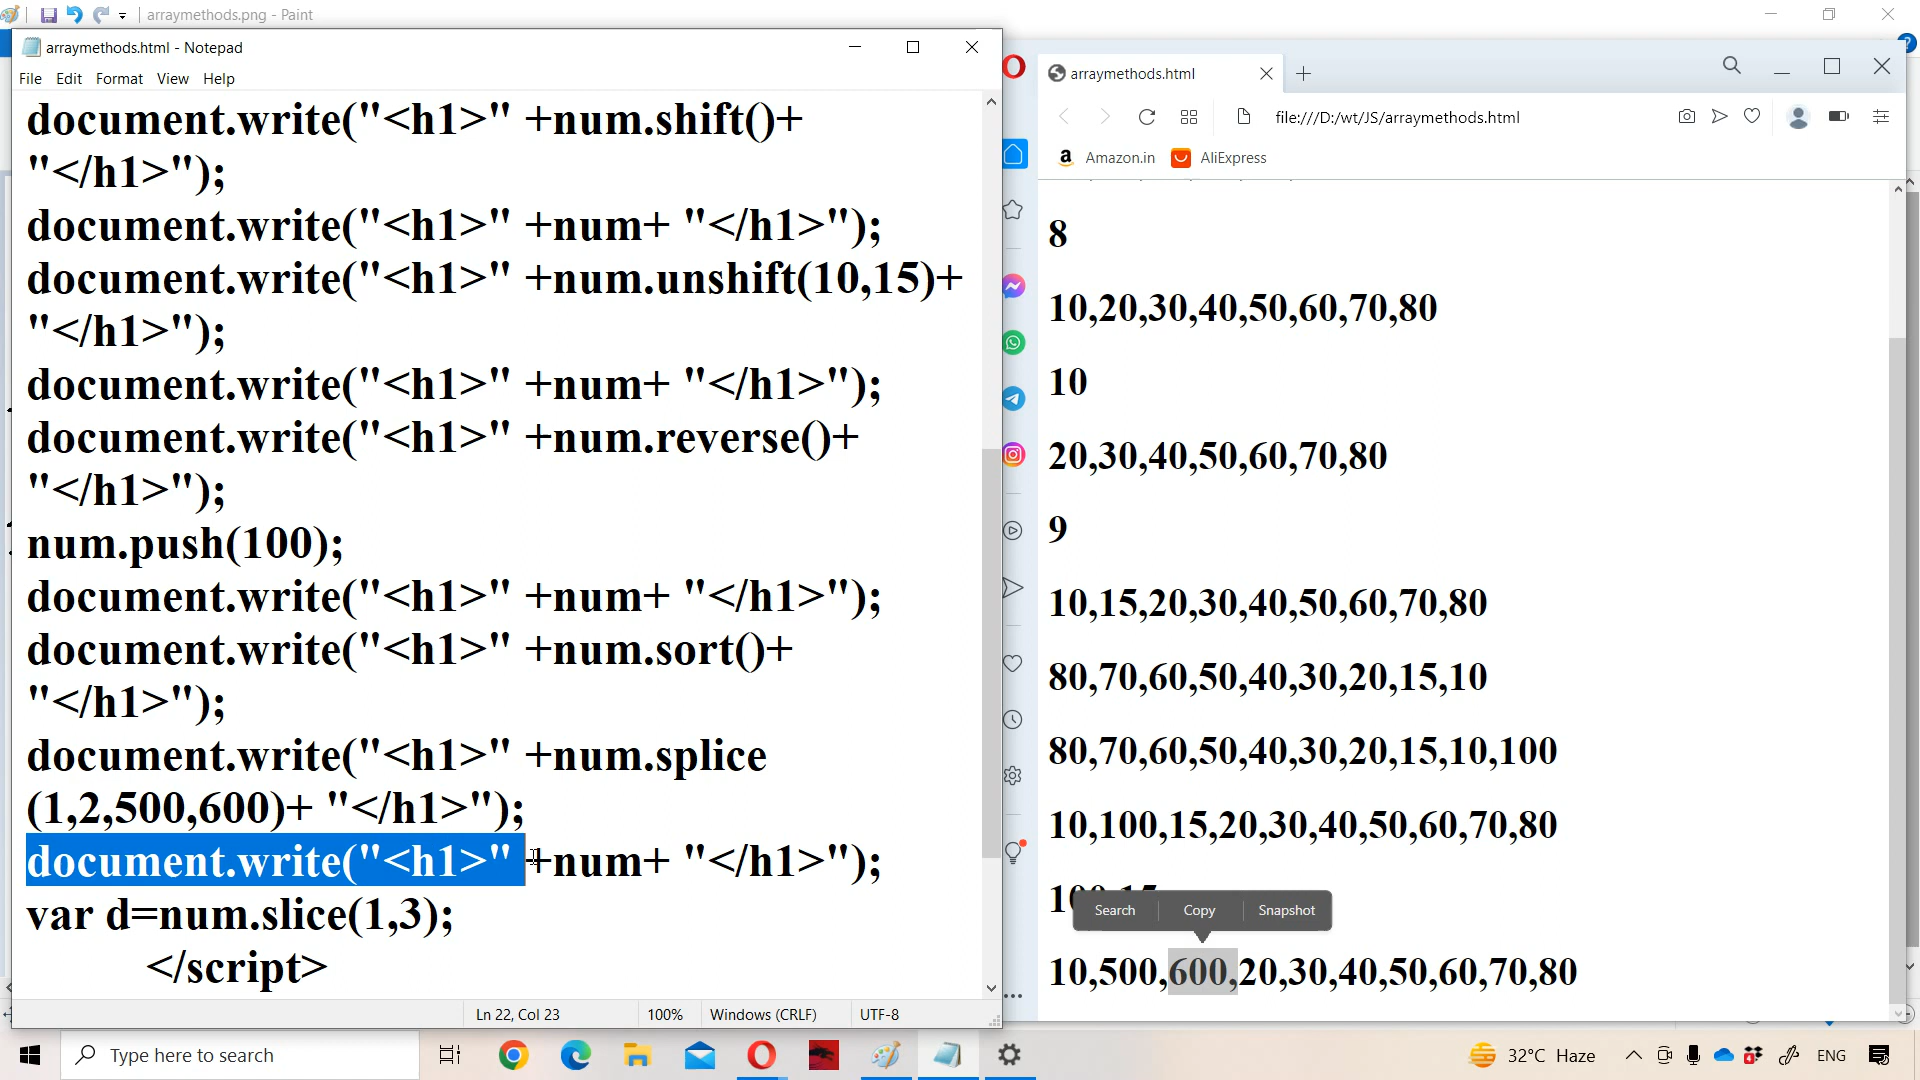 arraymethods.png - Paint
arraymethods.html - Notepad
File Edit Format View Help
document.write("<h1>" +num.shift()+
"</h1>");
document.write("<h1>" +num+ "</h1>");
document.write("<h1>" +num.unshift(10,15)+
"</h1>");
document.write("<h1>" +num+ "</h1>");
document.write("<h1>" +num.reverse()+
"</h1>");
num.push(100);
document.write("<h1>" +num+ "</h1>");
document.write("<h1>" +num.sort()+
"</h1>");
document.write("<h1>" +num.splice
(1,2,500,600)+ "</h1>");
document.write("<h1>" +num+ "</h1>");
var d=num.slice(1,3);
</script>
Ln 22, Col 23 100% Windows (CRLF) UTF-8
arraymethods.html
file:///D:/wt/JS/arraymethods.html
Amazon.in AliExpress
8
10,20,30,40,50,60,70,80
10
20,30,40,50,60,70,80
9
10,15,20,30,40,50,60,70,80
80,70,60,50,40,30,20,15,10
80,70,60,50,40,30,20,15,10,100
10,100,15,20,30,40,50,60,70,80
Search Copy Snapshot
10,500,600,20,30,40,50,60,70,80
Type here to search
32°C Haze
ENG